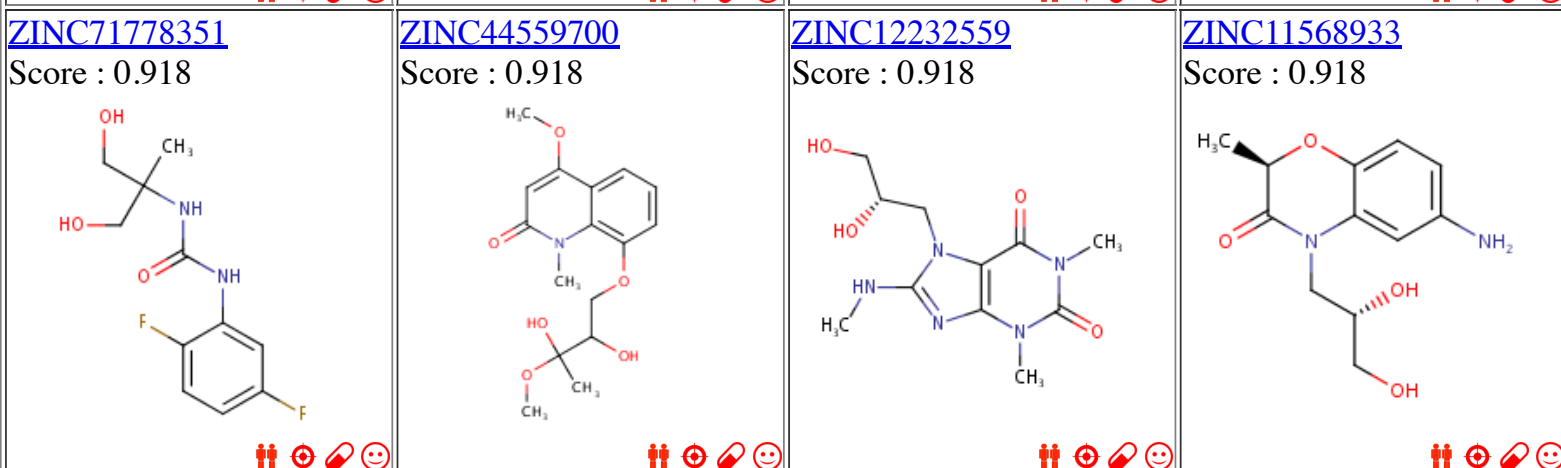 ZINC71778351
Score : 0.918
OH
CH₃
NH
HO
O
NH
F
F
ZINC44559700
Score : 0.918
H₃C
O
O
N
CH₃
O
HO
OH
O
CH₃
CH₃
ZINC12232559
Score : 0.918
HO
O
HO
CH₃
N
N
HN
H₃C
N
N
O
CH₃
ZINC11568933
Score : 0.918
H₃C
O
O
N
NH₂
OH
OH